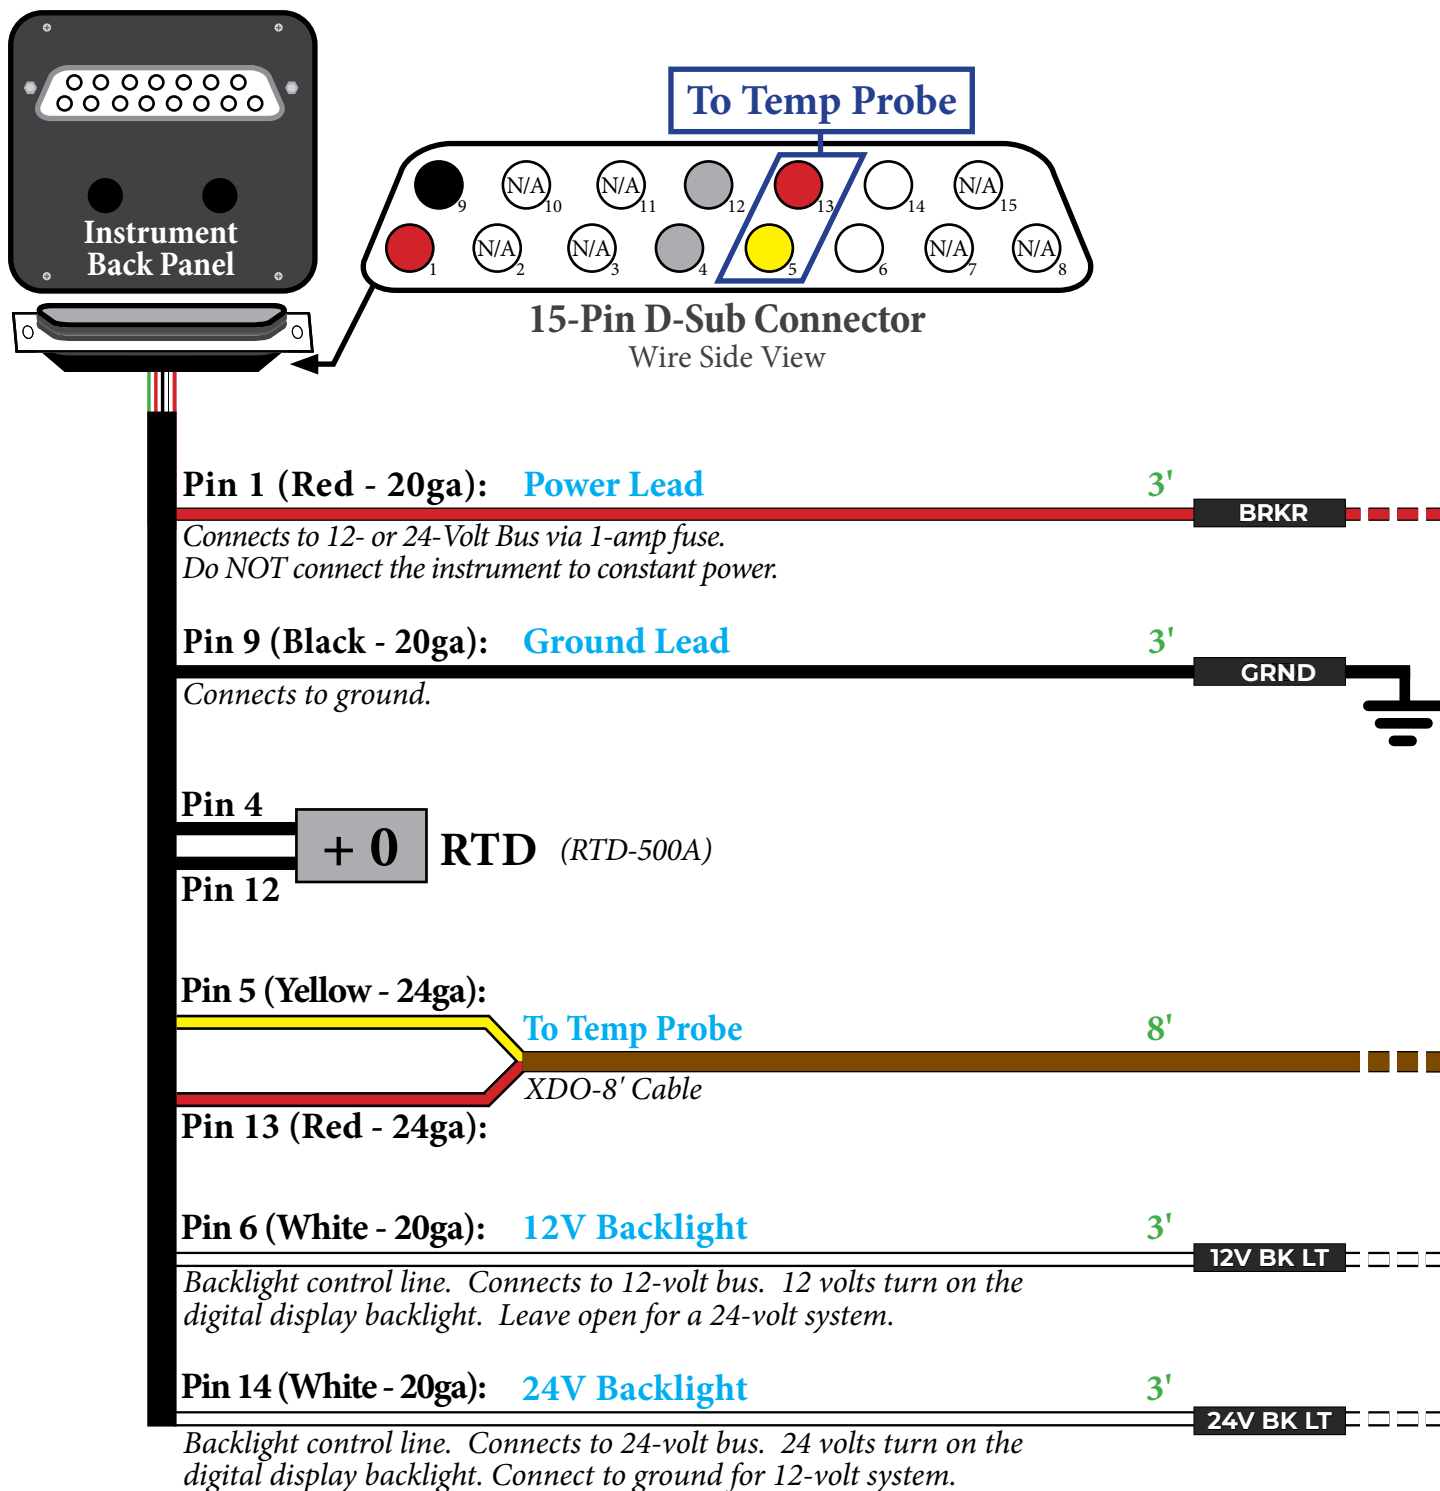 To Temp Probe
N/A N/A N/A
9 10 11 12 13 14 15
N/A N/A N/A N/A
1 2 3 4 5 6 7 8
Instrument
Back Panel
15-Pin D-Sub Connector
Wire Side View
Pin 1 (Red - 20ga): Power Lead 3'
BRKR
Connects to 12- or 24-Volt Bus via 1-amp fuse.
Do NOT connect the instrument to constant power.
Pin 9 (Black - 20ga): Ground Lead 3'
GRND
Connects to ground.
Pin 4
+ 0 RTD (RTD-500A)
Pin 12
Pin 5 (Yellow - 24ga):
To Temp Probe 8'
XDO-8' Cable
Pin 13 (Red - 24ga):
Pin 6 (White - 20ga): 12V Backlight 3'
12V BK LT
Backlight control line. Connects to 12-volt bus. 12 volts turn on the
digital display backlight. Leave open for a 24-volt system.
Pin 14 (White - 20ga): 24V Backlight 3'
24V BK LT
Backlight control line. Connects to 24-volt bus. 24 volts turn on the
digital display backlight. Connect to ground for 12-volt system.